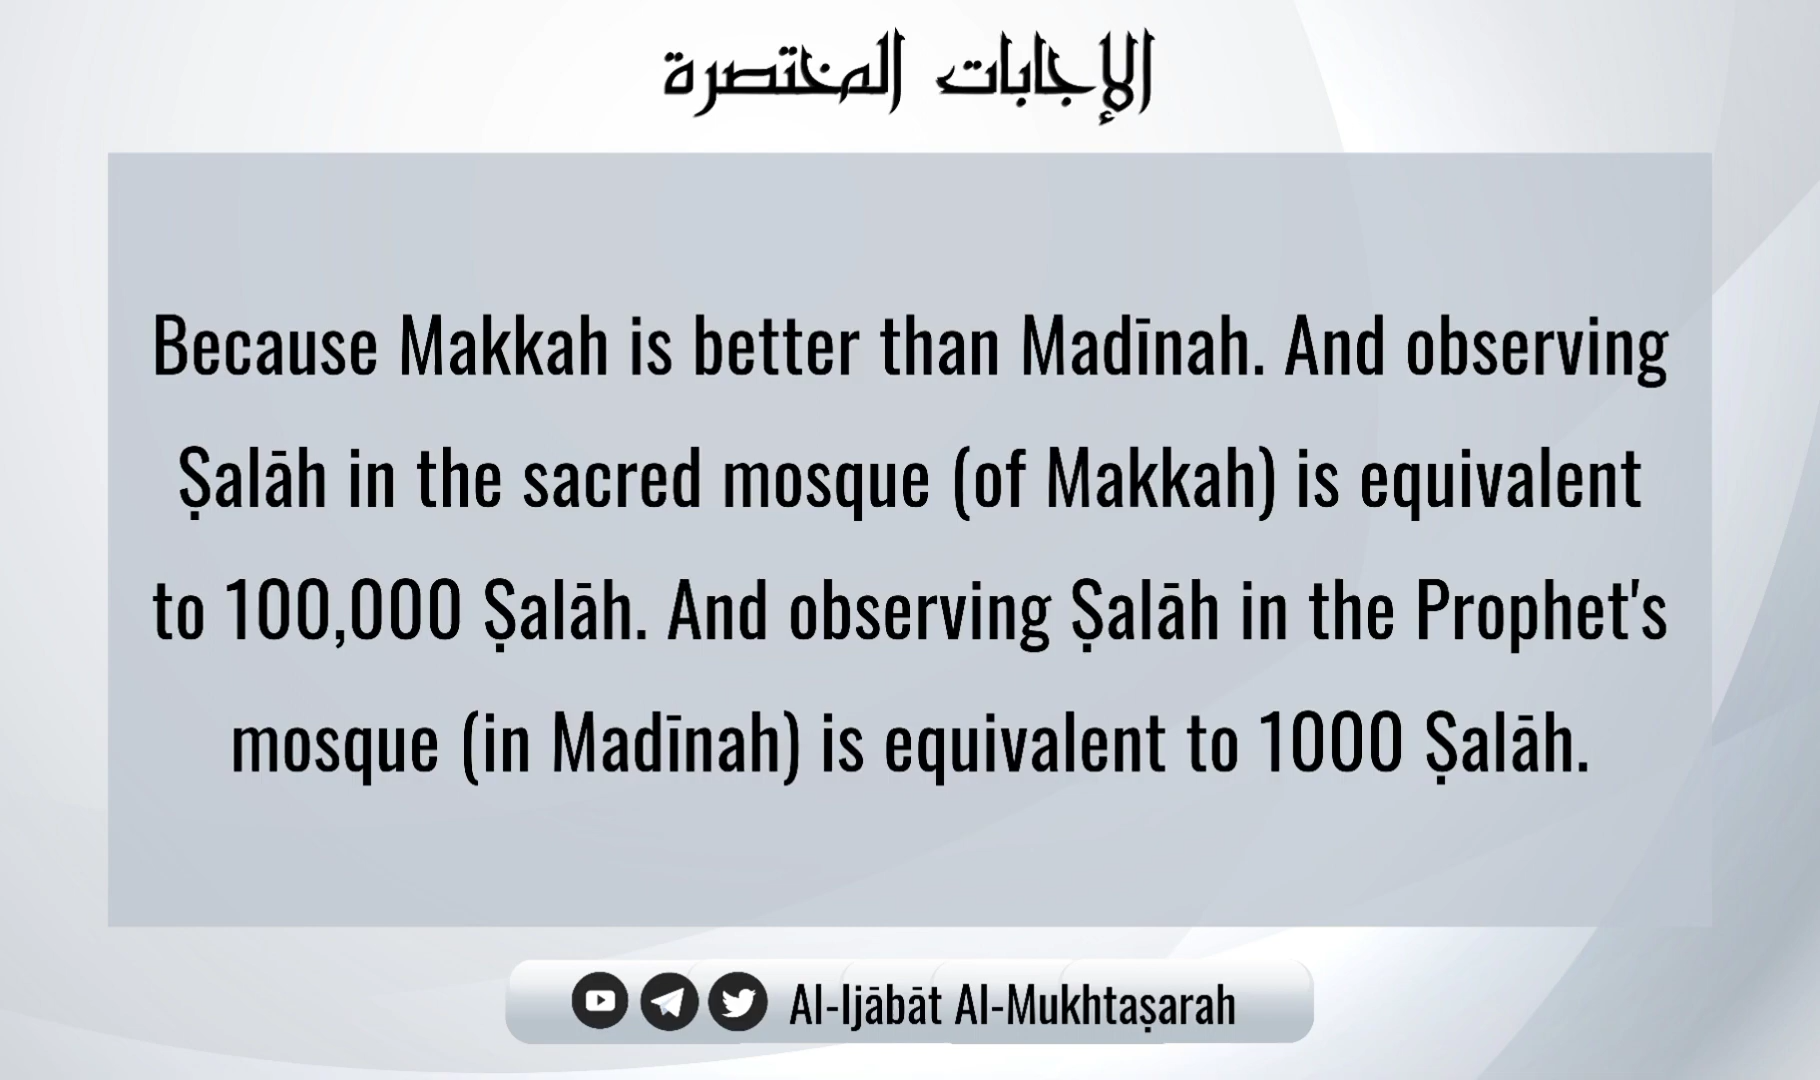 الإجابات المختصرة
Because Makkah is better than Madīnah. And observing
Ṣalāh in the sacred mosque (of Makkah) is equivalent
to 100,000 Ṣalāh. And observing Ṣalāh in the Prophet's
mosque (in Madīnah) is equivalent to 1000 Ṣalāh.
Al-Ijābāt Al-Mukhtaṣarah